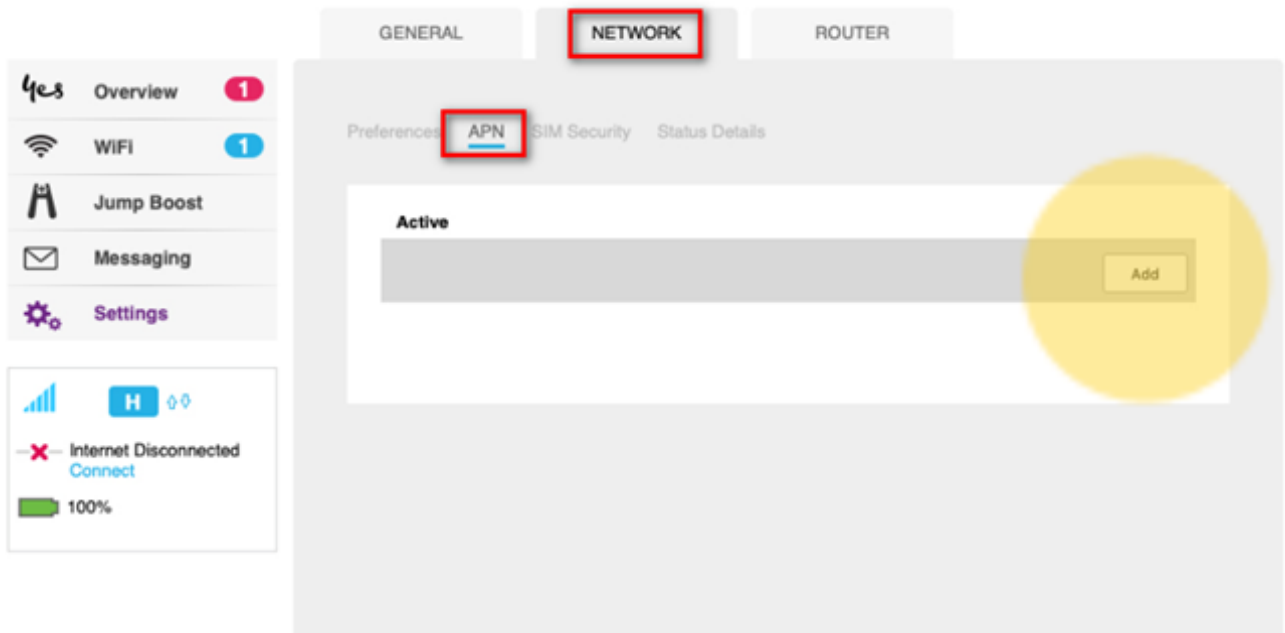 GENERAL NETWORK ROUTER
yes Overview 1
WiFi 1
Jump Boost
Messaging
Settings
Preferences APN SIM Security Status Details
Active
Add
H
Internet Disconnected
Connect
100%